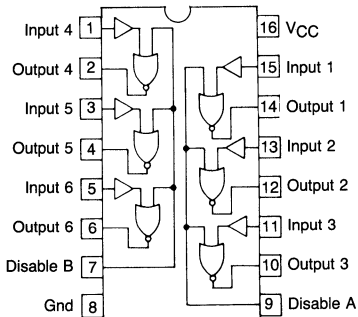 Input 4 1
Output 4 2
Input 5 3
Output 5 4
Input 6 5
Output 6 6
Disable B 7
Gnd 8
16 VCC
15 Input 1
14 Output 1
13 Input 2
12 Output 2
11 Input 3
10 Output 3
9 Disable A